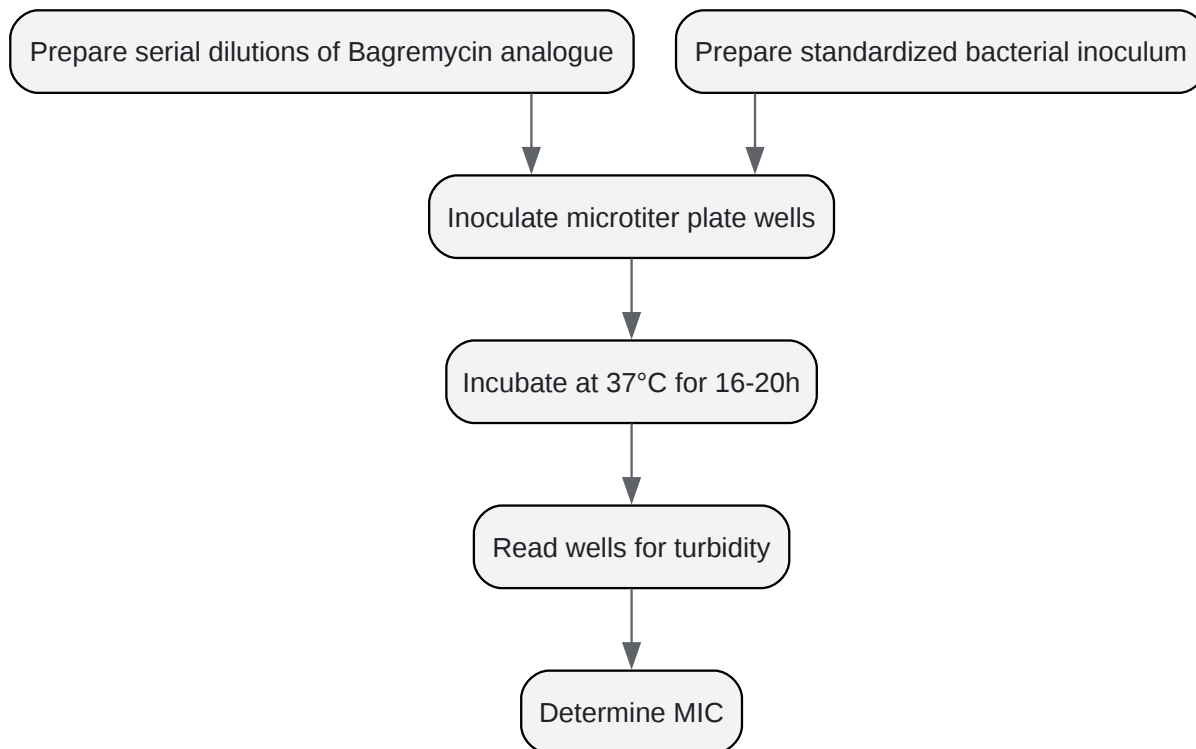 Prepare serial dilutions of Bagremycin analogue
Prepare standardized bacterial inoculum
Inoculate microtiter plate wells
Incubate at 37°C for 16-20h
Read wells for turbidity
Determine MIC